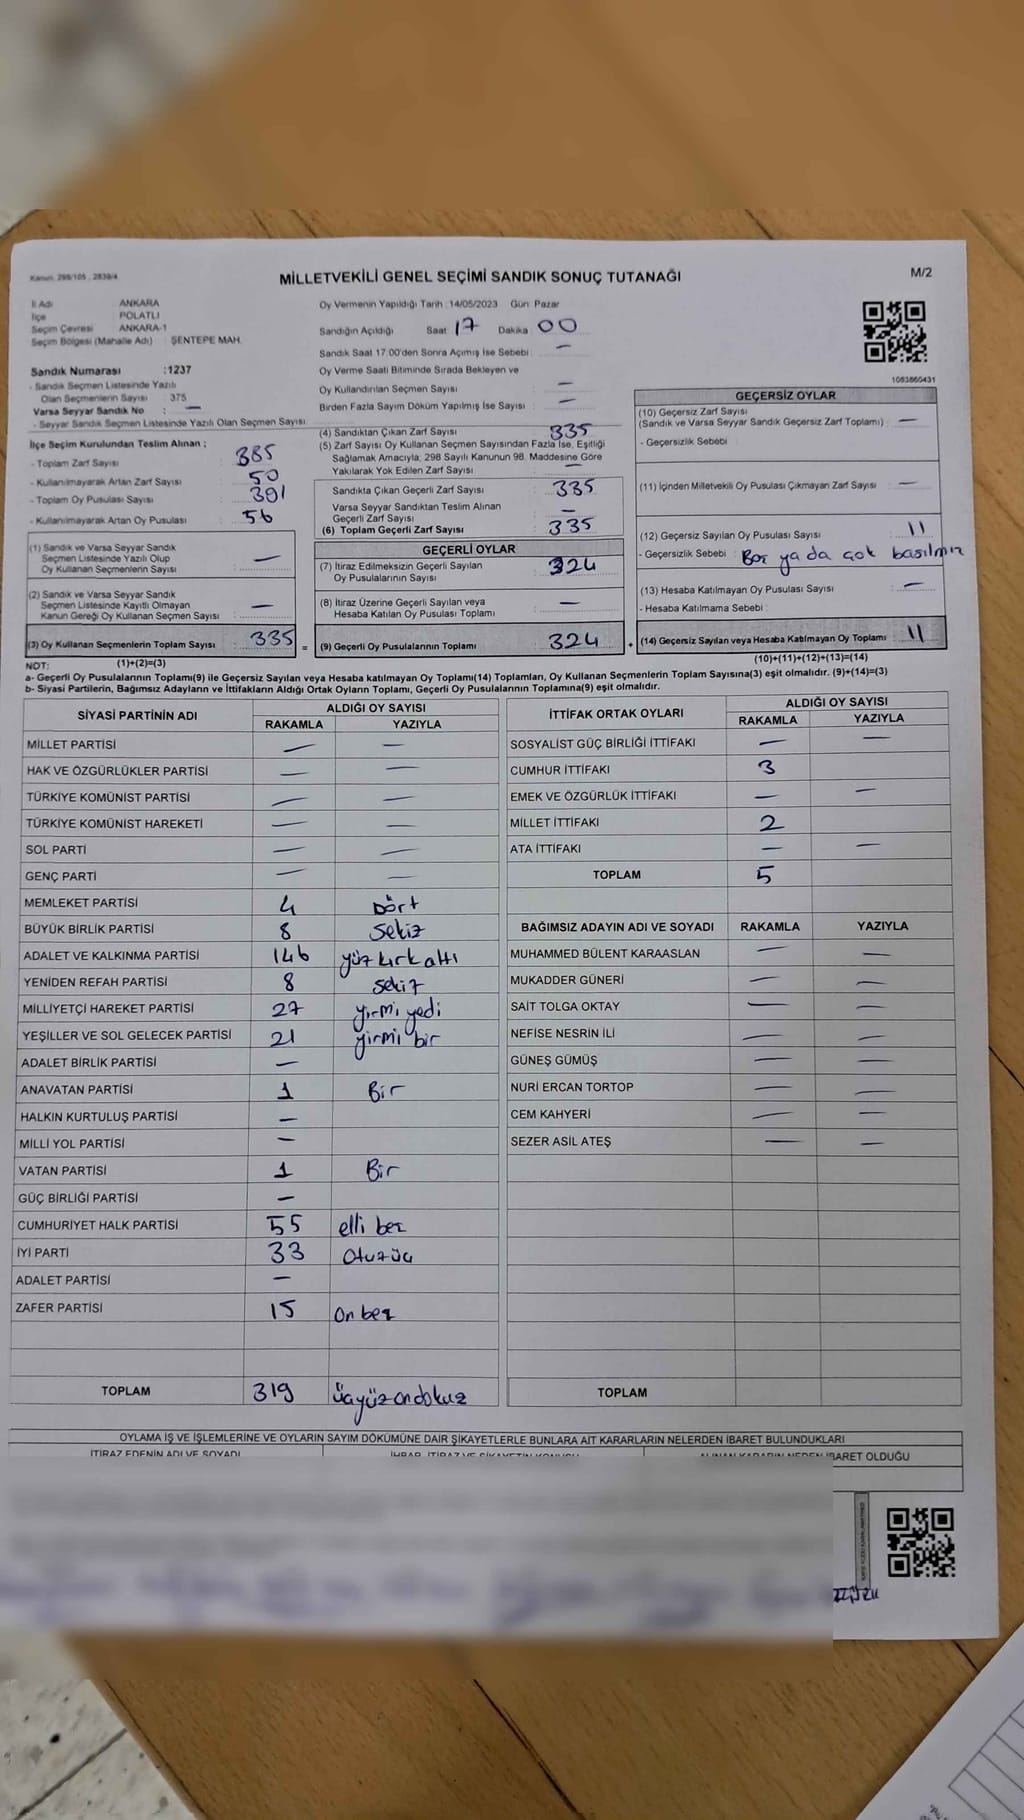 Kanun: 298/105 , 2839/4
MİLLETVEKİLİ GENEL SEÇİMİ SANDIK SONUÇ TUTANAĞI
M/2
İl Adı ANKARA
İlçe POLATLI
Seçim Çevresi ANKARA-1
Seçim Bölgesi (Mahalle Adı) : ŞENTEPE MAH.
Sandık Numarası :1237
- Sandık Seçmen Listesinde Yazılı
Olan Seçmenlerin Sayısı : 375
Varsa Seyyar Sandık No : —
- Seyyar Sandık Seçmen Listesinde Yazılı Olan Seçmen Sayısı
Oy Vermenin Yapıldığı Tarih :14/05/2023 Gün: Pazar
Sandığın Açıldığı Saat 17 Dakika : 00
Sandık Saat 17:00'den Sonra Açımış İse Sebebi : —
Oy Verme Saati Bitiminde Sırada Bekleyen ve
Oy Kullandırılan Seçmen Sayısı : —
Birden Fazla Sayım Döküm Yapılmış İse Sayısı : —
1083860431
İlçe Seçim Kurulundan Teslim Alınan ;
- Toplam Zarf Sayısı : 385
- Kullanılmayarak Artan Zarf Sayısı : 50
- Toplam Oy Pusulası Sayısı : 391
- Kullanılmayarak Artan Oy Pusulası : 56
(4) Sandıktan Çıkan Zarf Sayısı : 335
(5) Zarf Sayısı Oy Kullanan Seçmen Sayısından Fazla İse, Eşitliği
Sağlamak Amacıyla, 298 Sayılı Kanunun 98. Maddesine Göre
Yakılarak Yok Edilen Zarf Sayısı : —
Sandıkta Çıkan Geçerli Zarf Sayısı : 335
Varsa Seyyar Sandıktan Teslim Alınan
Geçerli Zarf Sayısı : —
(6) Toplam Geçerli Zarf Sayısı : 335
GEÇERSİZ OYLAR
(10) Geçersiz Zarf Sayısı
(Sandık ve Varsa Seyyar Sandık Geçersiz Zarf Toplamı) : —
- Geçersizlik Sebebi :
(11) İçinden Milletvekili Oy Pusulası Çıkmayan Zarf Sayısı : —
(12) Geçersiz Sayılan Oy Pusulası Sayısı : 11
- Geçersizlik Sebebi : Boş ya da çok basılmış
(13) Hesaba Katılmayan Oy Pusulası Sayısı : —
- Hesaba Katılmama Sebebi :
(1) Sandık ve Varsa Seyyar Sandık
Seçmen Listesinde Yazılı Olup
Oy Kullanan Seçmenlerin Sayısı : —
(2) Sandık ve Varsa Seyyar Sandık
Seçmen Listesinde Kayıtlı Olmayan
Kanun Gereği Oy Kullanan Seçmen Sayısı : —
GEÇERLİ OYLAR
(7) İtiraz Edilmeksizin Geçerli Sayılan
Oy Pusulalarının Sayısı : 324
(8) İtiraz Üzerine Geçerli Sayılan veya
Hesaba Katılan Oy Pusulası Toplamı : —
(3) Oy Kullanan Seçmenlerin Toplam Sayısı : 335 = (9) Geçerli Oy Pusulalarının Toplamı : 324 + (14) Geçersiz Sayılan veya Hesaba Katılmayan Oy Toplamı : 11
NOT: (1)+(2)=(3) (10)+(11)+(12)+(13)=(14)
a- Geçerli Oy Pusulalarının Toplamı(9) ile Geçersiz Sayılan veya Hesaba katılmayan Oy Toplamı(14) Toplamları, Oy Kullanan Seçmenlerin Toplam Sayısına(3) eşit olmalıdır. (9)+(14)=(3)
b- Siyasi Partilerin, Bağımsız Adayların ve İttifakların Aldığı Ortak Oyların Toplamı, Geçerli Oy Pusulalarının Toplamına(9) eşit olmalıdır.
SİYASİ PARTİNİN ADI ALDIĞI OY SAYISI
RAKAMLA YAZIYLA
MİLLET PARTİSİ — —
HAK VE ÖZGÜRLÜKLER PARTİSİ — —
TÜRKİYE KOMÜNİST PARTİSİ — —
TÜRKİYE KOMÜNİST HAREKETİ — —
SOL PARTİ — —
GENÇ PARTİ — —
MEMLEKET PARTİSİ 4 Dört
BÜYÜK BİRLİK PARTİSİ 8 Sekiz
ADALET VE KALKINMA PARTİSİ 146 yüz kırk altı
YENİDEN REFAH PARTİSİ 8 Sekiz
MİLLİYETÇİ HAREKET PARTİSİ 27 yirmi yedi
YEŞİLLER VE SOL GELECEK PARTİSİ 21 yirmi bir
ADALET BİRLİK PARTİSİ —
ANAVATAN PARTİSİ 1 Bir
HALKIN KURTULUŞ PARTİSİ —
MİLLİ YOL PARTİSİ —
VATAN PARTİSİ 1 Bir
GÜÇ BİRLİĞİ PARTİSİ —
CUMHURİYET HALK PARTİSİ 55 elli beş
İYİ PARTİ 33 Otuzüç
ADALET PARTİSİ —
ZAFER PARTİSİ 15 on beş
TOPLAM 319 üçyüzondokuz
İTTİFAK ORTAK OYLARI ALDIĞI OY SAYISI
RAKAMLA YAZIYLA
SOSYALİST GÜÇ BİRLİĞİ İTTİFAKI — —
CUMHUR İTTİFAKI 3
EMEK VE ÖZGÜRLÜK İTTİFAKI — —
MİLLET İTTİFAKI 2
ATA İTTİFAKI — —
TOPLAM 5
BAĞIMSIZ ADAYIN ADI VE SOYADI RAKAMLA YAZIYLA
MUHAMMED BÜLENT KARAASLAN — —
MUKADDER GÜNERİ — —
SAİT TOLGA OKTAY — —
NEFİSE NESRİN İLİ — —
GÜNEŞ GÜMÜŞ — —
NURİ ERCAN TORTOP — —
CEM KAHYERİ — —
SEZER ASİL ATEŞ — —
TOPLAM
OYLAMA İŞ VE İŞLEMLERİNE VE OYLARIN SAYIM DÖKÜMÜNE DAİR ŞİKAYETLERLE BUNLARA AİT KARARLARIN NELERDEN İBARET BULUNDUKLARI
İTİRAZ EDENİN ADI VE SOYADI İHBAR, İTİRAZ VE ŞİKAYETİN KONUSU ALINAN KARARIN NEDEN İBARET OLDUĞU